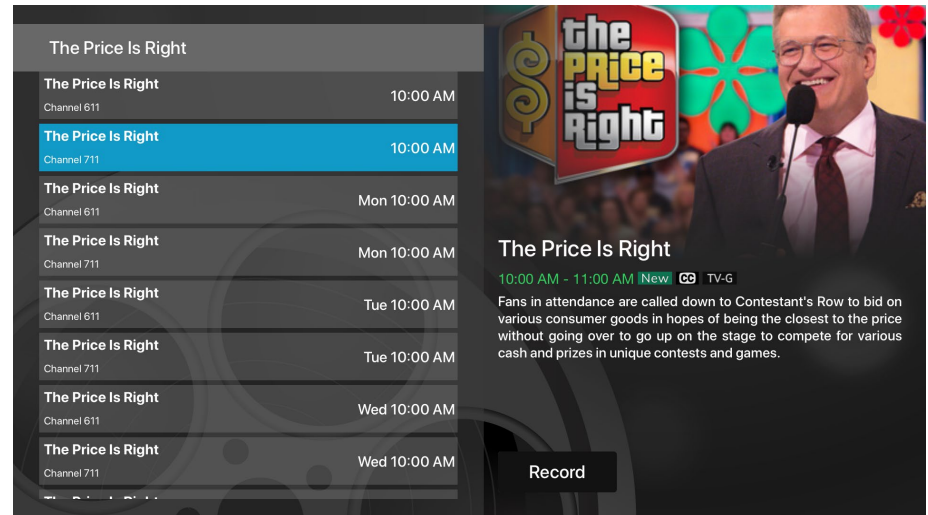 The Price Is Right
The Price Is Right
Channel 611
10:00 AM
The Price Is Right
Channel 711
10:00 AM
The Price Is Right
Channel 611
Mon 10:00 AM
The Price Is Right
Channel 711
Mon 10:00 AM
The Price Is Right
Channel 611
Tue 10:00 AM
The Price Is Right
Channel 711
Tue 10:00 AM
The Price Is Right
Channel 611
Wed 10:00 AM
The Price Is Right
Channel 711
Wed 10:00 AM
the
PRiCe
iS
Right
The Price Is Right
10:00 AM - 11:00 AM New CC TV-G
Fans in attendance are called down to Contestant's Row to bid on
various consumer goods in hopes of being the closest to the price
without going over to go up on the stage to compete for various
cash and prizes in unique contests and games.
Record